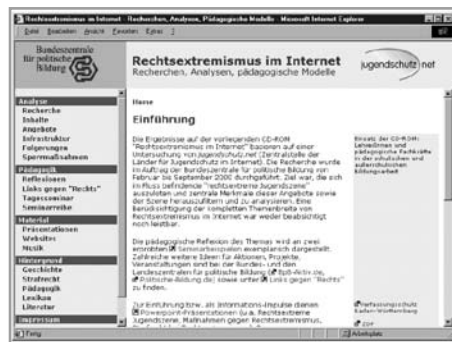 Rechtsextremismus im Internet - Recherchen, Analysen, Pädagogische Modelle - Microsoft Internet Explorer
Datei Bearbeiten Ansicht Favoriten Extras ?
Bundeszentrale
für politische
Bildung
Rechtsextremismus im Internet
Recherchen, Analysen, pädagogische Modelle
jugendschutz net
Analyse
Recherche
Inhalte
Angebote
Infrastruktur
Folgerungen
Sperrmaßnahmen
Pädagogik
Reflexionen
Links gegen "Rechts"
Tagesseminar
Seminarreihe
Material
Präsentationen
Websites
Musik
Hintergrund
Geschichte
Strafrecht
Pädagogik
Lexikon
Literatur
Impressum
Home
Einführung
Die Ergebnisse auf der vorliegenden CD-ROM
"Rechtsextremismus im Internet" basieren auf einer
Untersuchung von jugendschutz.net (Zentralstelle der
Länder für Jugendschutz im Internet). Die Recherche wurde
im Auftrag der Bundeszentrale für politische Bildung von
Februar bis September 2000 durchgeführt. Ziel war, die sich
im Fluss befindende "rechtsextreme Jugendszene"
auszuloten und zentrale Merkmale dieser Angebote sowie
der Szene herauszufiltern und zu analysieren. Eine
Berücksichtigung der kompletten Themenbreite von
Rechtsextremismus im Internet war weder beabsichtigt
noch leistbar.
Die pädagogische Reflexion des Themas wird an zwei
erprobten Seminarbeispielen exemplarisch dargestellt.
Zahlreiche weitere Ideen für Aktionen, Projekte,
Veranstaltungen sind bei der Bundes- und den
Landeszentralen für politische Bildung (BpB-Aktiv.de,
Politische-Bildung.de) sowie unter Links gegen "Rechts"
zu finden.
Zur Einführung bzw. als Informations-Impulse dienen
Powerpoint-Präsentationen (u.a. Rechtsextreme
Jugendszene, Maßnahmen gegen Rechtsextremismus,
Einsatz der CD-ROM:
LehrerInnen und
pädagogische Fachkräfte
in der schulischen und
außerschulischen
Bildungsarbeit
Verfassungsschutz
Baden-Württemberg
ZDF
Fertig
Arbeitsplatz